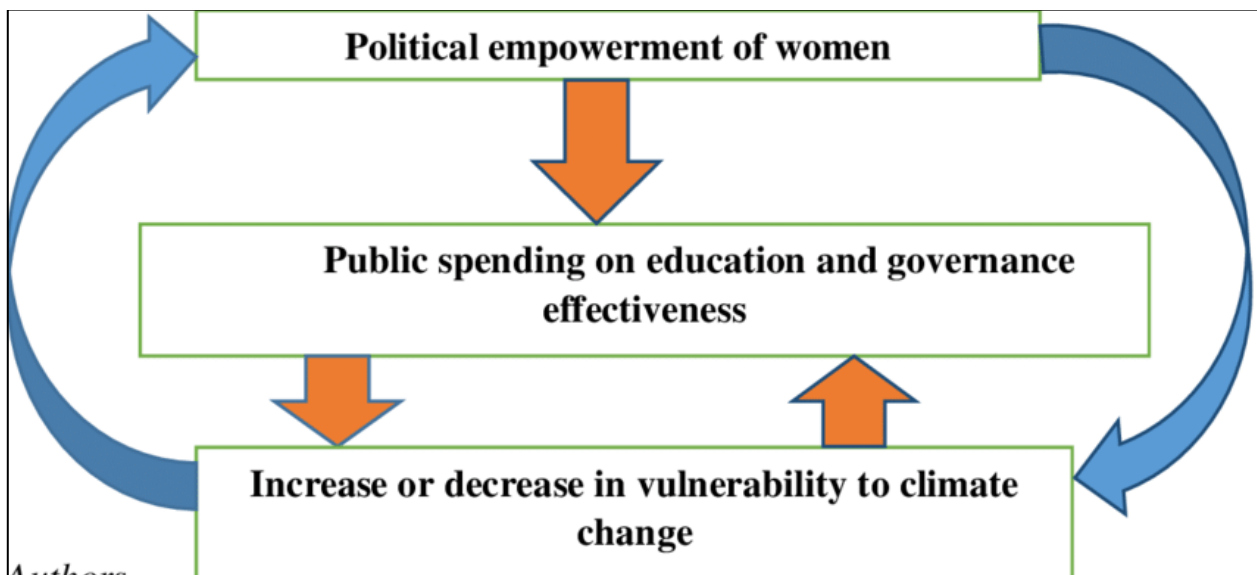 Political empowerment of women
Public spending on education and governance
effectiveness
Increase or decrease in vulnerability to climate
change
Authors